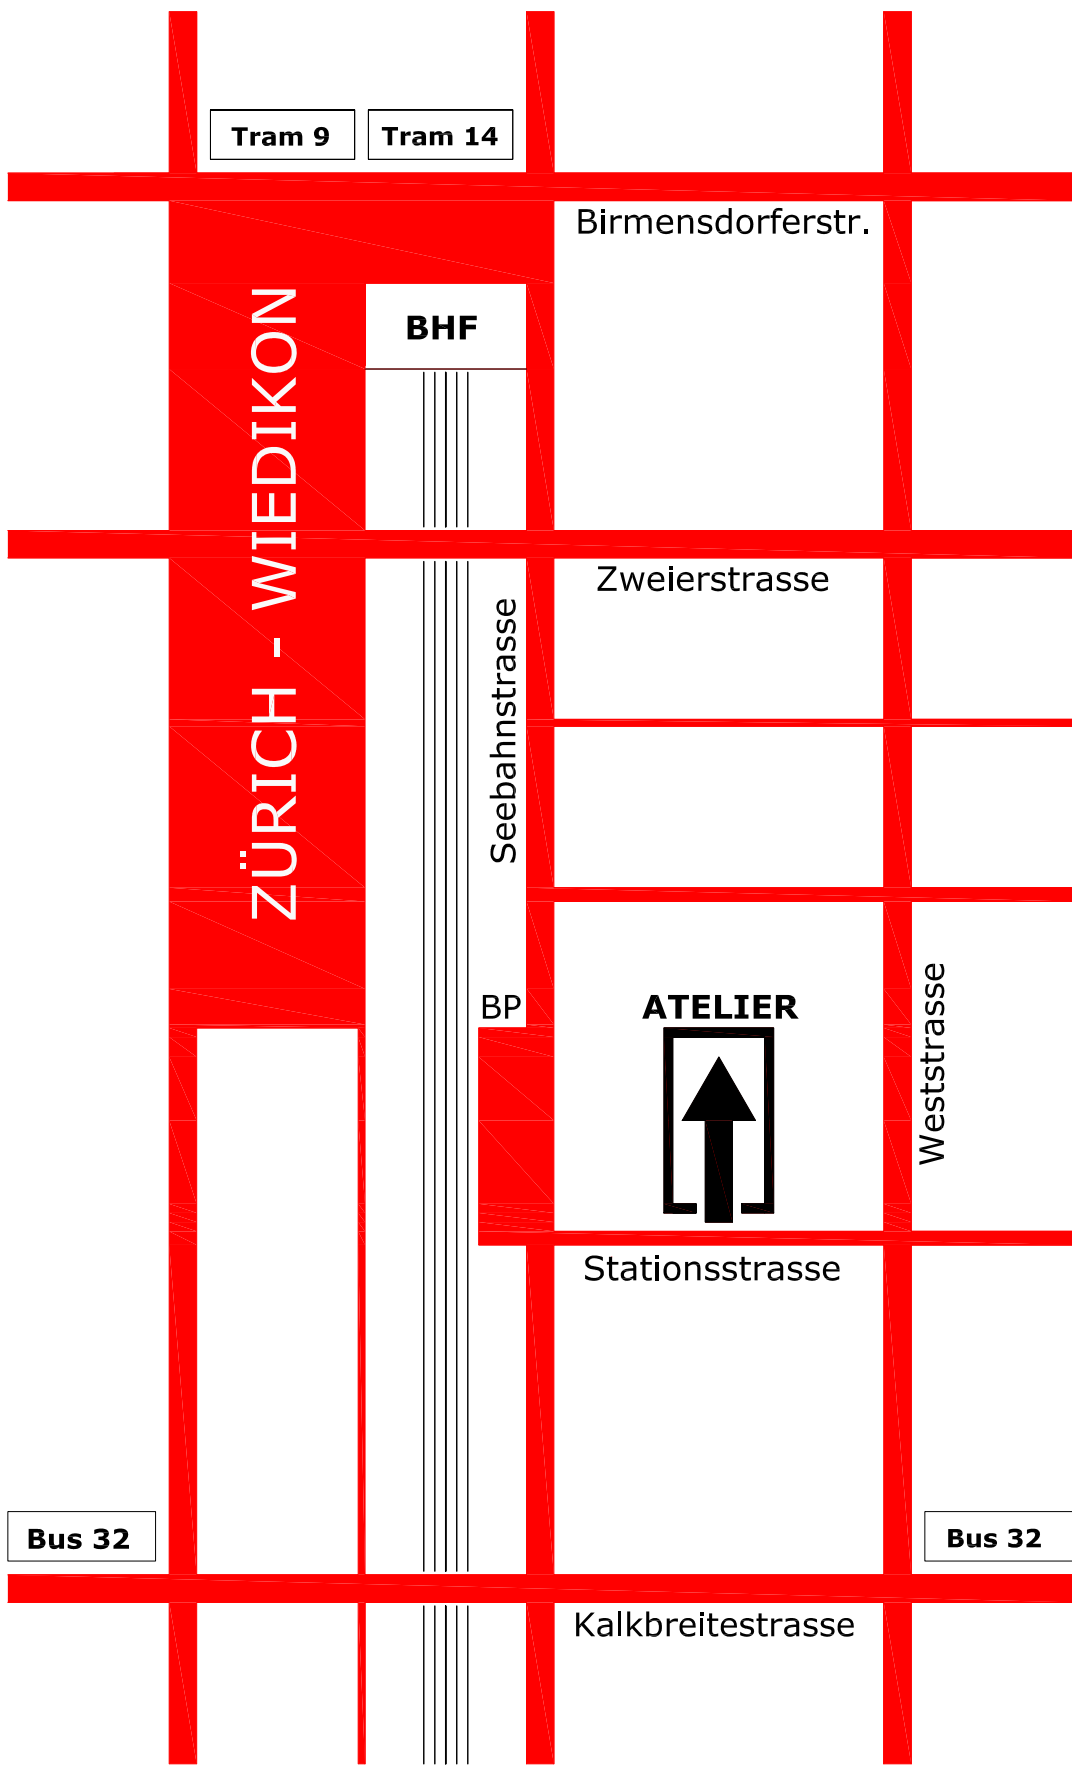 Tram 9
Tram 14
Birmensdorferstr.
BHF
ZÜRICH - WIEDIKON
Zweierstrasse
Seebahnstrasse
BP
ATELIER
Weststrasse
Stationsstrasse
Bus 32
Bus 32
Kalkbreitestrasse